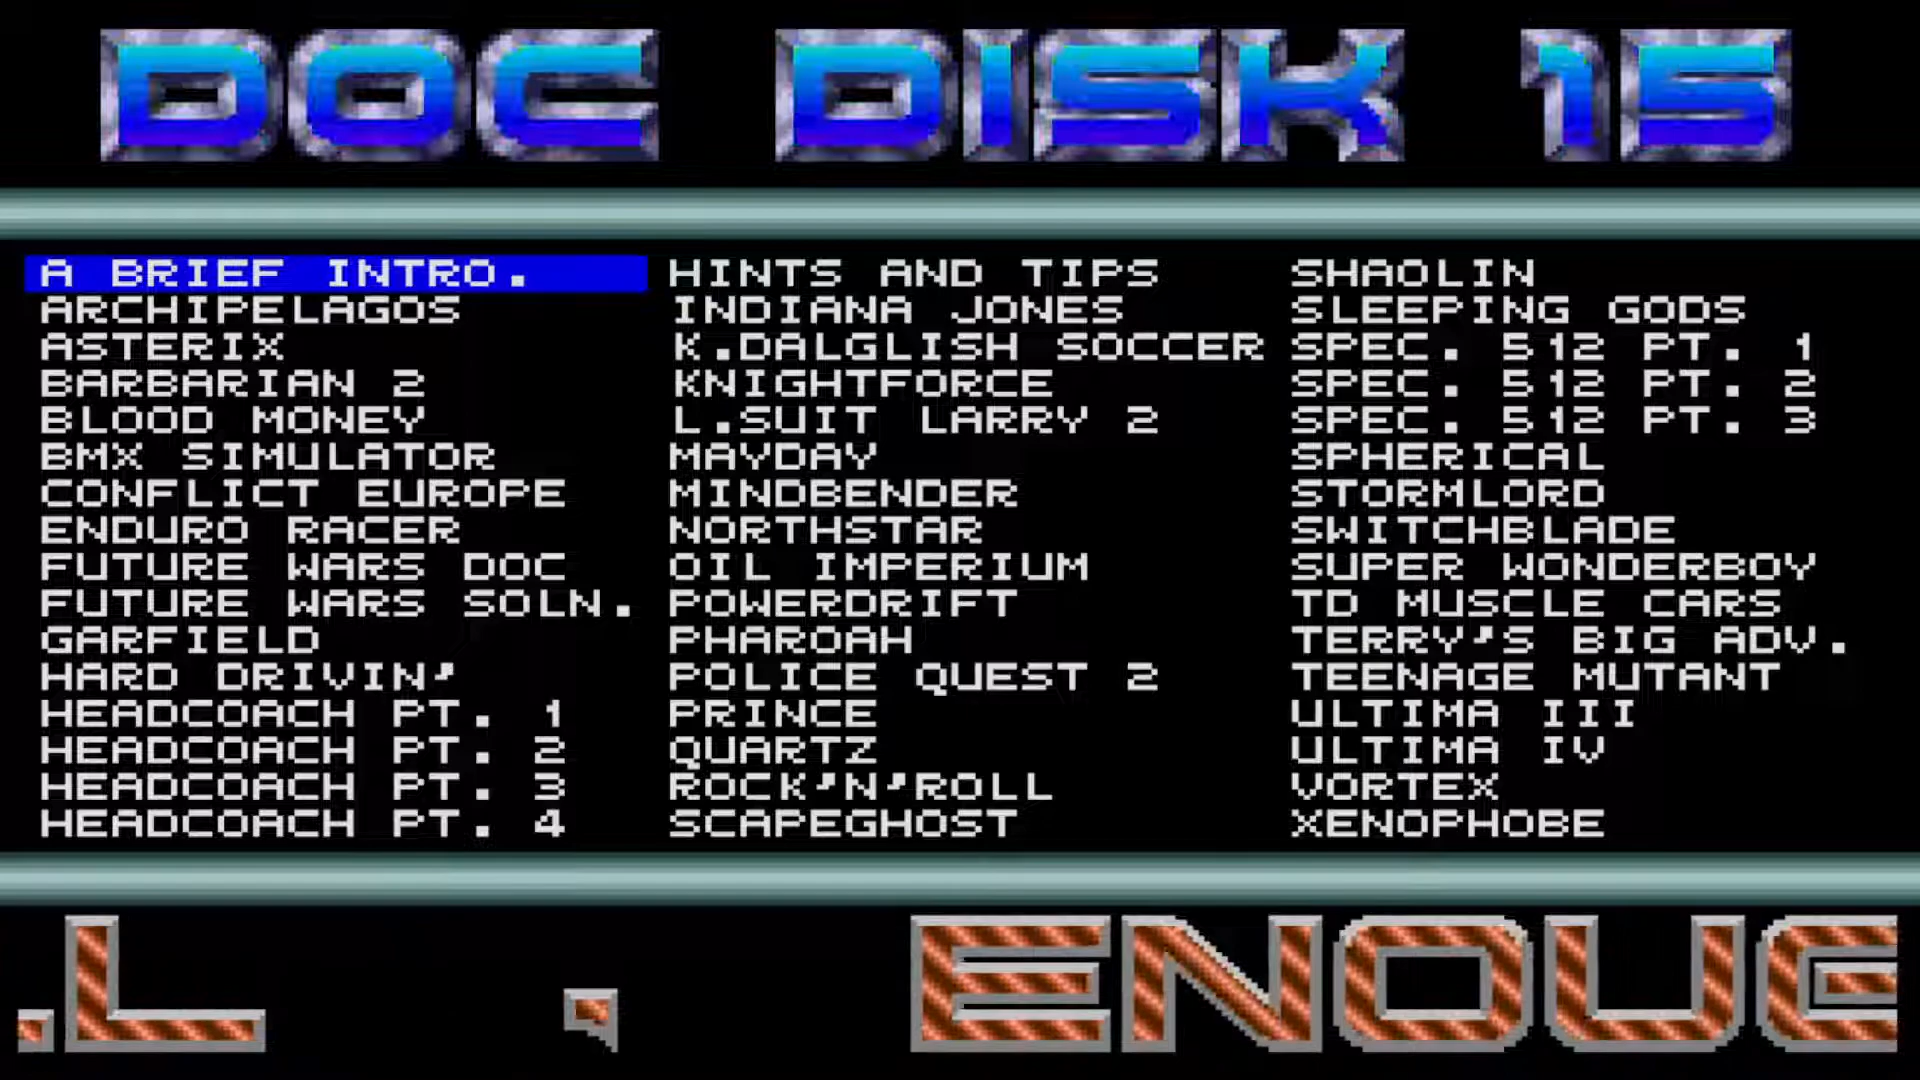 DOC DISK 15
A BRIEF INTRO.
ARCHIPELAGOS
ASTERIX
BARBARIAN 2
BLOOD MONEY
BMX SIMULATOR
CONFLICT EUROPE
ENDURO RACER
FUTURE WARS DOC
FUTURE WARS SOLN.
GARFIELD
HARD DRIVIN'
HEADCOACH PT. 1
HEADCOACH PT. 2
HEADCOACH PT. 3
HEADCOACH PT. 4
HINTS AND TIPS
INDIANA JONES
K.DALGLISH SOCCER
KNIGHTFORCE
L.SUIT LARRY 2
MAYDAY
MINDBENDER
NORTHSTAR
OIL IMPERIUM
POWERDRIFT
PHAROAH
POLICE QUEST 2
PRINCE
QUARTZ
ROCK'N'ROLL
SCAPEGHOST
SHAOLIN
SLEEPING GODS
SPEC. 512 PT. 1
SPEC. 512 PT. 2
SPEC. 512 PT. 3
SPHERICAL
STORMLORD
SWITCHBLADE
SUPER WONDERBOY
TD MUSCLE CARS
TERRY'S BIG ADV.
TEENAGE MUTANT
ULTIMA III
ULTIMA IV
VORTEX
XENOPHOBE
.L , ENOUG